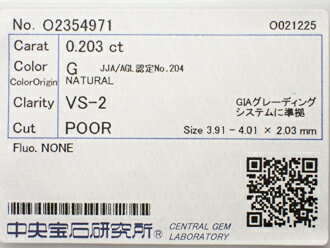 No. O2354971 O021225
Carat 0.203 ct
Color G JJA/AGL認定No.204
ColorOrigin NATURAL
Clarity VS-2 GIAグレーディング
システムに準拠
Cut POOR Size 3.91 - 4.01 × 2.03 mm
Fluo. NONE
中央宝石研究所® CENTRAL GEM
LABORATORY